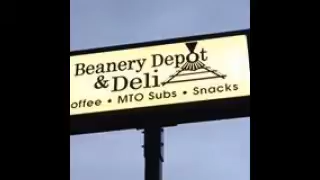 Beanery Depot
& Deli
offee • MTO Subs • Snacks